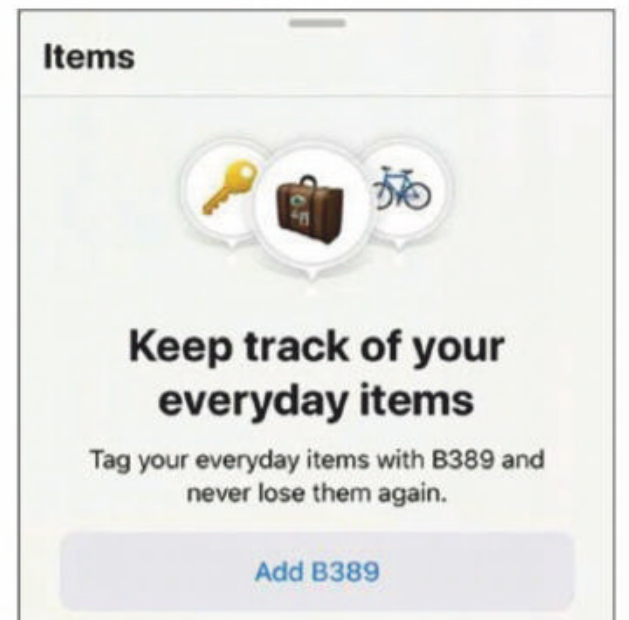 Items
Keep track of your
everyday items
Tag your everyday items with B389 and
never lose them again.
Add B389